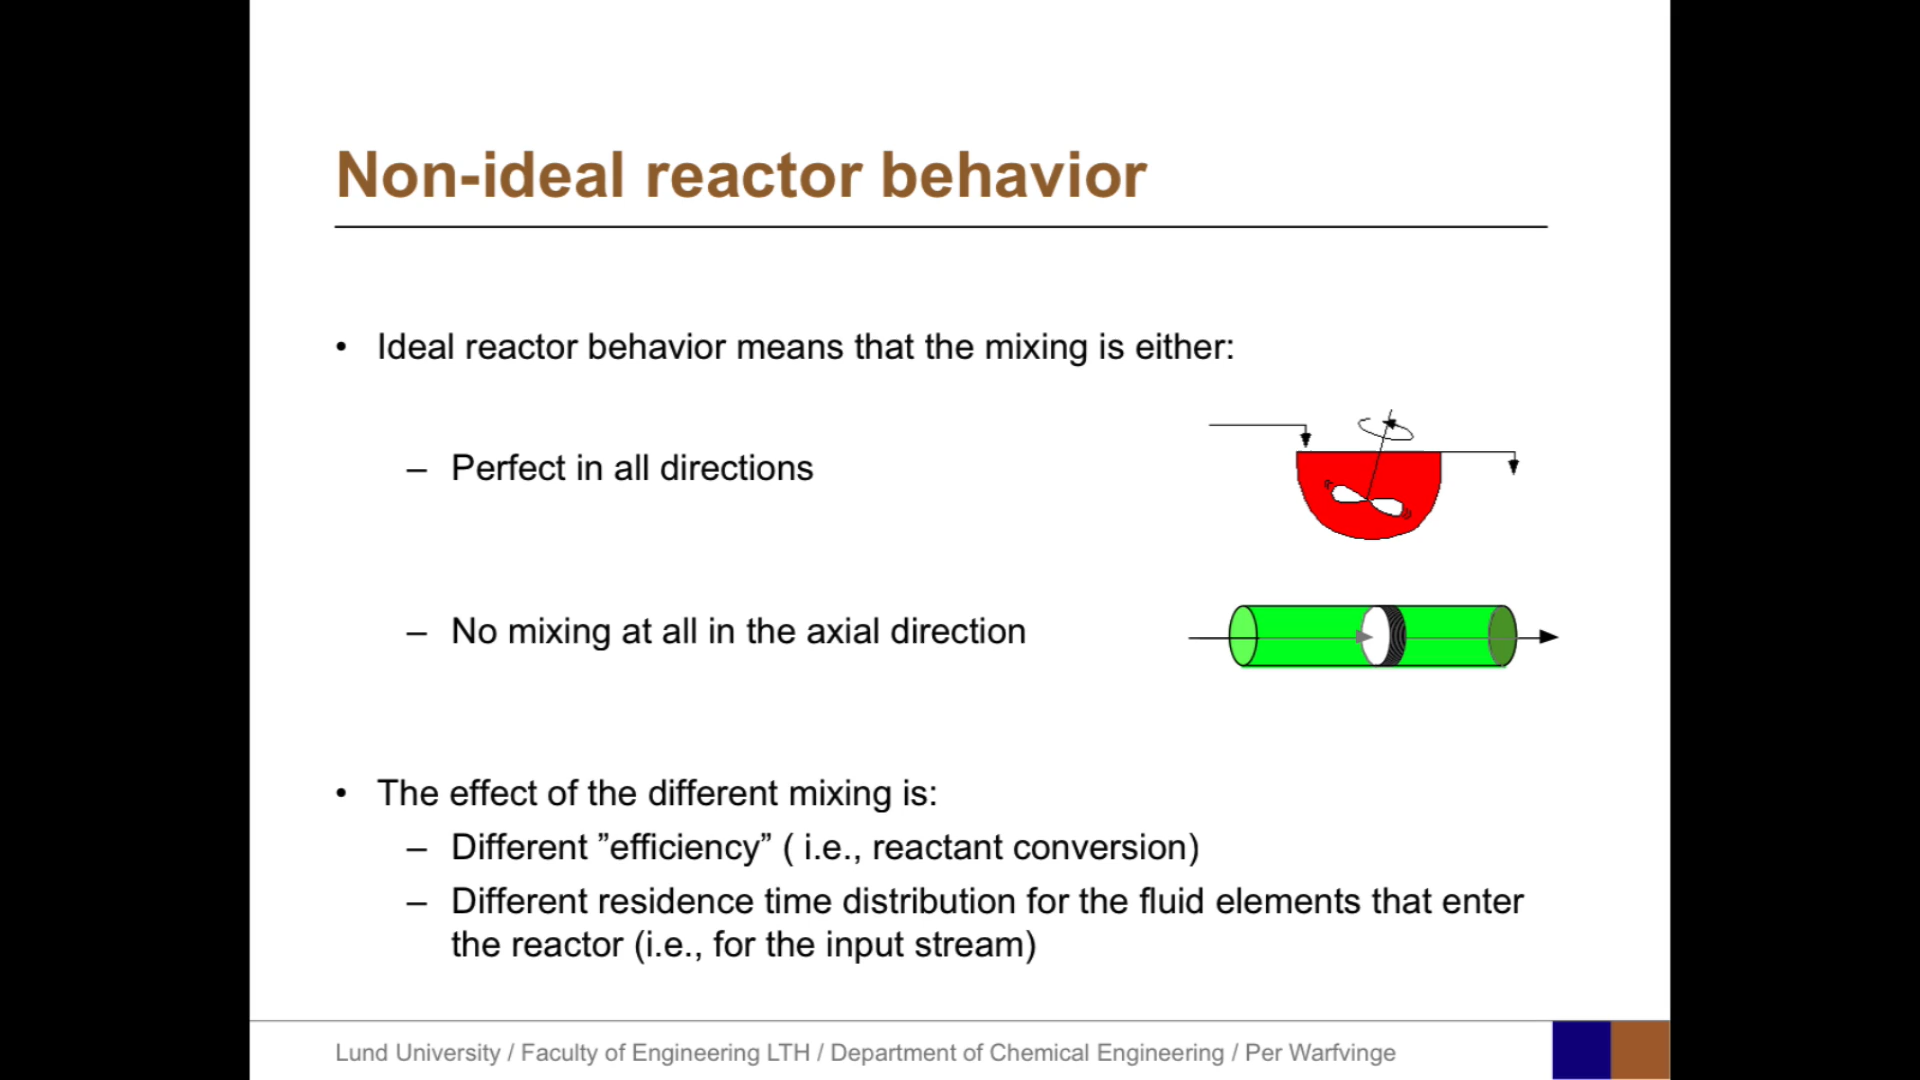 Non-ideal reactor behavior
• Ideal reactor behavior means that the mixing is either:
– Perfect in all directions
– No mixing at all in the axial direction
• The effect of the different mixing is:
– Different ”efficiency” ( i.e., reactant conversion)
– Different residence time distribution for the fluid elements that enter
the reactor (i.e., for the input stream)
Lund University / Faculty of Engineering LTH / Department of Chemical Engineering / Per Warfvinge